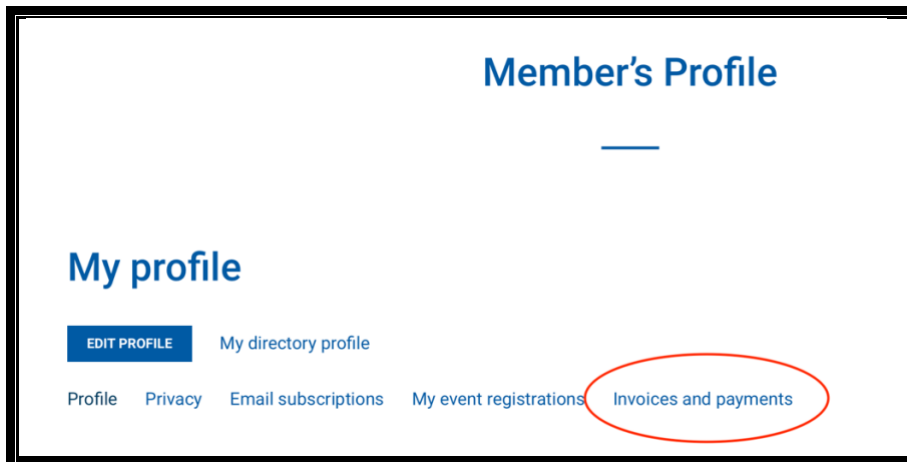 Member’s Profile
My profile
EDIT PROFILE My directory profile
Profile Privacy Email subscriptions My event registrations Invoices and payments